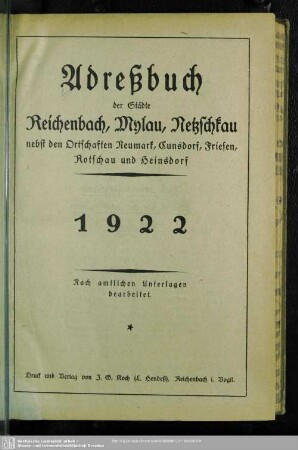 Adreßbuch
der Städte
Reichenbach, Mylau, Netzschkau
nebst den Ortschaften Neumark, Cunsdorf, Friesen,
Rotschau und Heinsdorf
1922
Nach amtlichen Unterlagen
bearbeitet.
Druck und Verlag von J. G. Koch (L. Hendeß), Reichenbach i. Vogtl.